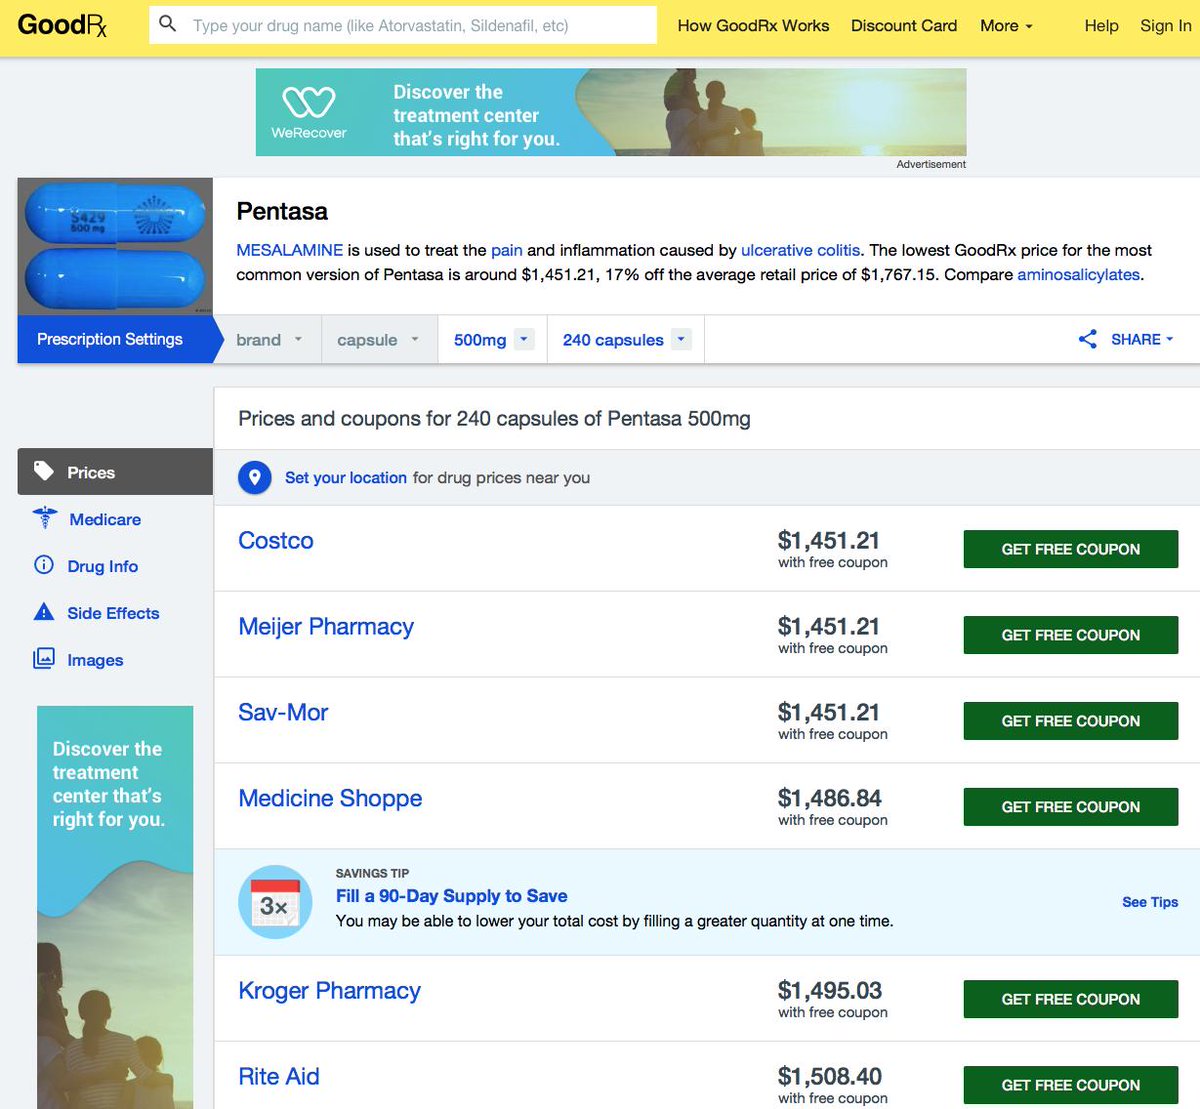 GoodRx
Type your drug name (like Atorvastatin, Sildenafil, etc)
How GoodRx Works
Discount Card
More
Help
Sign In
WeRecover
Discover the
treatment center
that's right for you.
Advertisement
S429
500 mg
Pentasa
MESALAMINE is used to treat the pain and inflammation caused by ulcerative colitis. The lowest GoodRx price for the most
common version of Pentasa is around $1,451.21, 17% off the average retail price of $1,767.15. Compare aminosalicylates.
Prescription Settings
brand
capsule
500mg
240 capsules
SHARE
Prices and coupons for 240 capsules of Pentasa 500mg
Set your location for drug prices near you
Prices
Medicare
Drug Info
Side Effects
Images
Discover the
treatment
center that's
right for you.
Costco
$1,451.21
with free coupon
GET FREE COUPON
Meijer Pharmacy
$1,451.21
with free coupon
GET FREE COUPON
Sav-Mor
$1,451.21
with free coupon
GET FREE COUPON
Medicine Shoppe
$1,486.84
with free coupon
GET FREE COUPON
3x
SAVINGS TIP
Fill a 90-Day Supply to Save
You may be able to lower your total cost by filling a greater quantity at one time.
See Tips
Kroger Pharmacy
$1,495.03
with free coupon
GET FREE COUPON
Rite Aid
$1,508.40
with free coupon
GET FREE COUPON